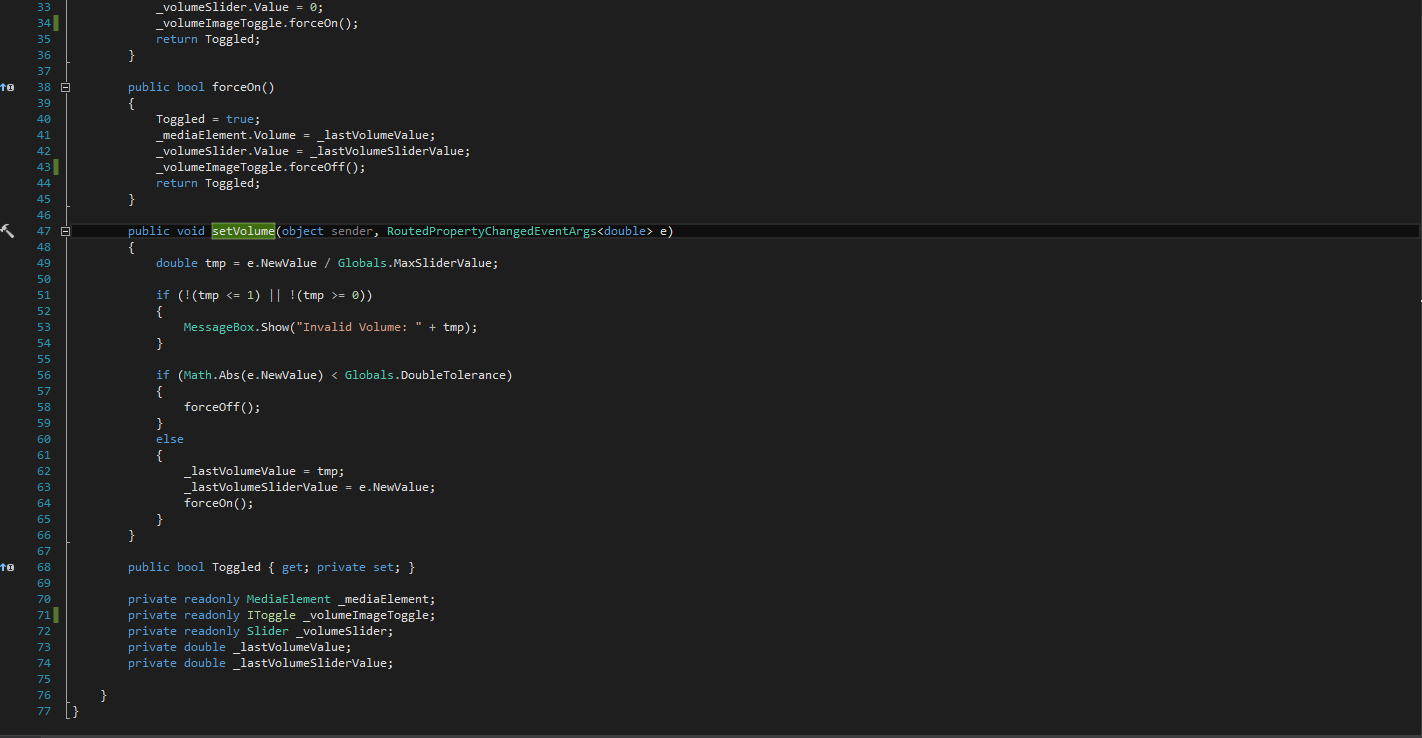 33 _volumeSlider.Value = 0;
34 _volumeImageToggle.forceOn();
35 return Toggled;
36 }
37
38 public bool forceOn()
39 {
40 Toggled = true;
41 _mediaElement.Volume = _lastVolumeValue;
42 _volumeSlider.Value = _lastVolumeSliderValue;
43 _volumeImageToggle.forceOff();
44 return Toggled;
45 }
46
47 public void setVolume(object sender, RoutedPropertyChangedEventArgs<double> e)
48 {
49 double tmp = e.NewValue / Globals.MaxSliderValue;
50
51 if (!(tmp <= 1) || !(tmp >= 0))
52 {
53 MessageBox.Show("Invalid Volume: " + tmp);
54 }
55
56 if (Math.Abs(e.NewValue) < Globals.DoubleTolerance)
57 {
58 forceOff();
59 }
60 else
61 {
62 _lastVolumeValue = tmp;
63 _lastVolumeSliderValue = e.NewValue;
64 forceOn();
65 }
66 }
67
68 public bool Toggled { get; private set; }
69
70 private readonly MediaElement _mediaElement;
71 private readonly IToggle _volumeImageToggle;
72 private readonly Slider _volumeSlider;
73 private double _lastVolumeValue;
74 private double _lastVolumeSliderValue;
75
76 }
77 }